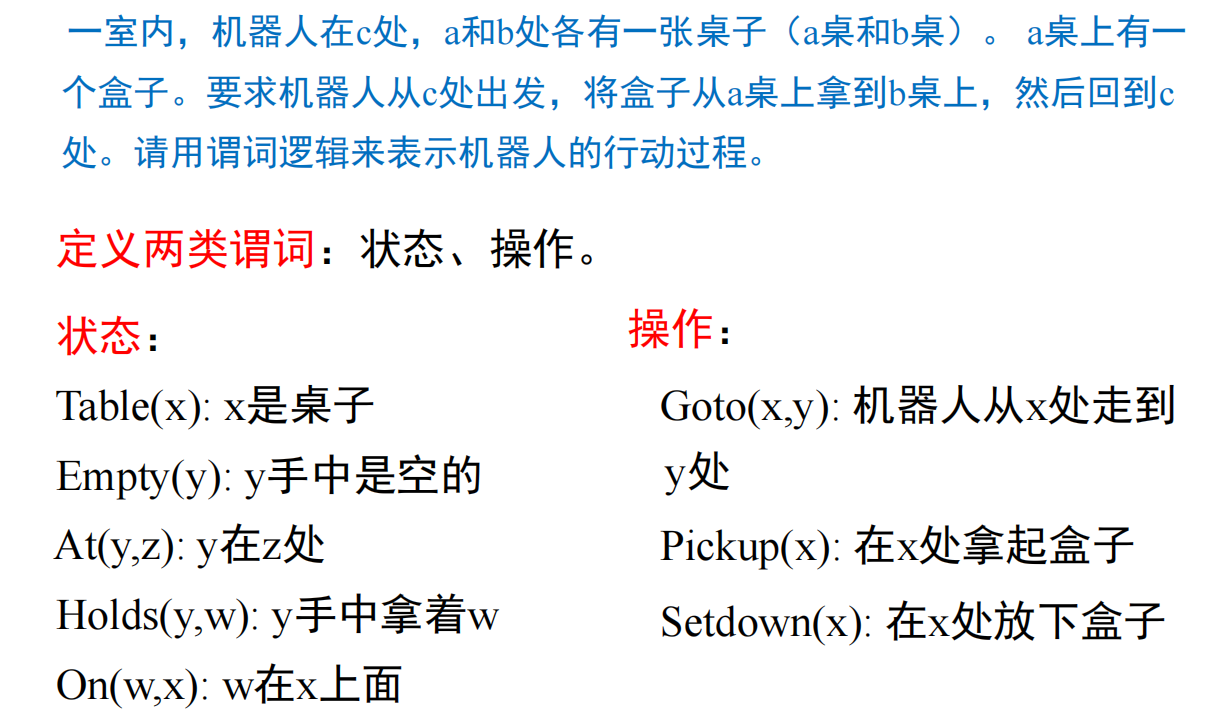 一室内，机器人在c处，a和b处各有一张桌子（a桌和b桌）。 a桌上有一
个盒子。要求机器人从c处出发，将盒子从a桌上拿到b桌上，然后回到c
处。请用谓词逻辑来表示机器人的行动过程。
定义两类谓词：状态、操作。
状态：
Table(x): x是桌子
Empty(y): y手中是空的
At(y,z): y在z处
Holds(y,w): y手中拿着w
On(w,x): w在x上面
操作：
Goto(x,y): 机器人从x处走到
y处
Pickup(x): 在x处拿起盒子
Setdown(x): 在x处放下盒子